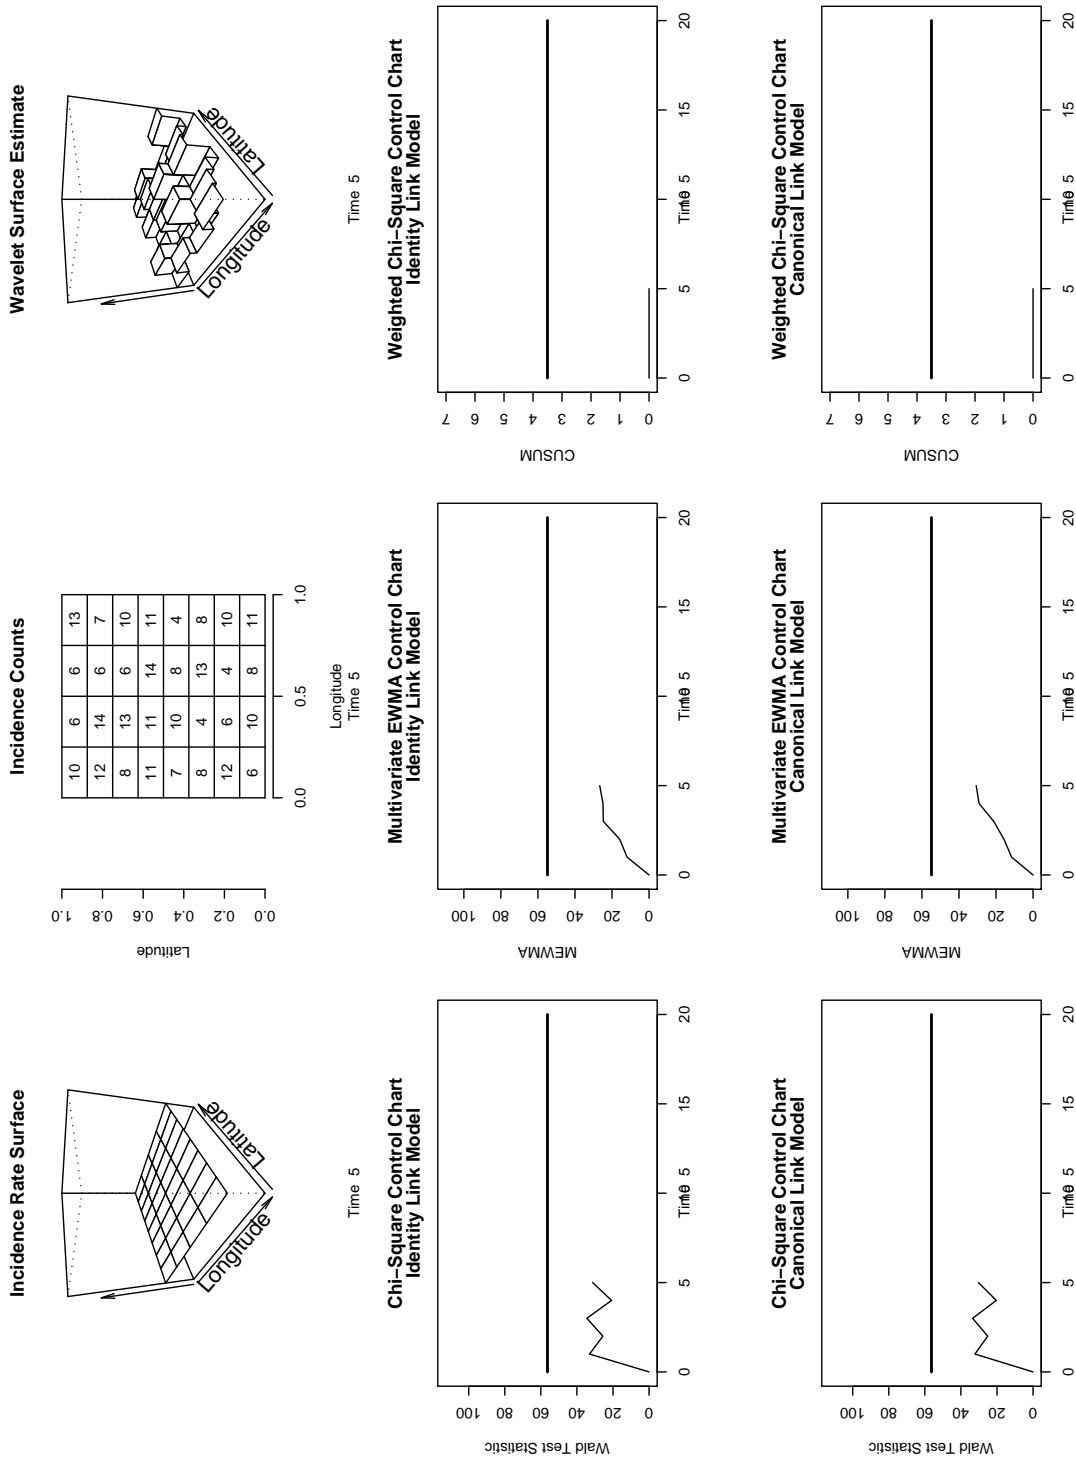 Incidence Rate Surface
Longitude
Latitude
Time 5
Incidence Counts
Latitude
1.0
0.8
0.6
0.4
0.2
0.0
10 6 6 13
12 14 6 7
8 13 6 10
11 11 14 11
7 10 8 4
8 4 13 8
12 6 4 10
6 10 8 11
0.0 0.5 1.0
Longitude
Time 5
Wavelet Surface Estimate
Longitude
Latitude
Time 5
Chi−Square Control Chart
Identity Link Model
Wald Test Statistic
100
80
60
40
20
0
0 5 10 15 20
Time 5
Multivariate EWMA Control Chart
Identity Link Model
MEWMA
100
80
60
40
20
0
0 5 10 15 20
Time 5
Weighted Chi−Square Control Chart
Identity Link Model
CUSUM
7
6
5
4
3
2
1
0
0 5 10 15 20
Time 5
Chi−Square Control Chart
Canonical Link Model
Wald Test Statistic
100
80
60
40
20
0
0 5 10 15 20
Time 5
Multivariate EWMA Control Chart
Canonical Link Model
MEWMA
100
80
60
40
20
0
0 5 10 15 20
Time 5
Weighted Chi−Square Control Chart
Canonical Link Model
CUSUM
7
6
5
4
3
2
1
0
0 5 10 15 20
Time 5